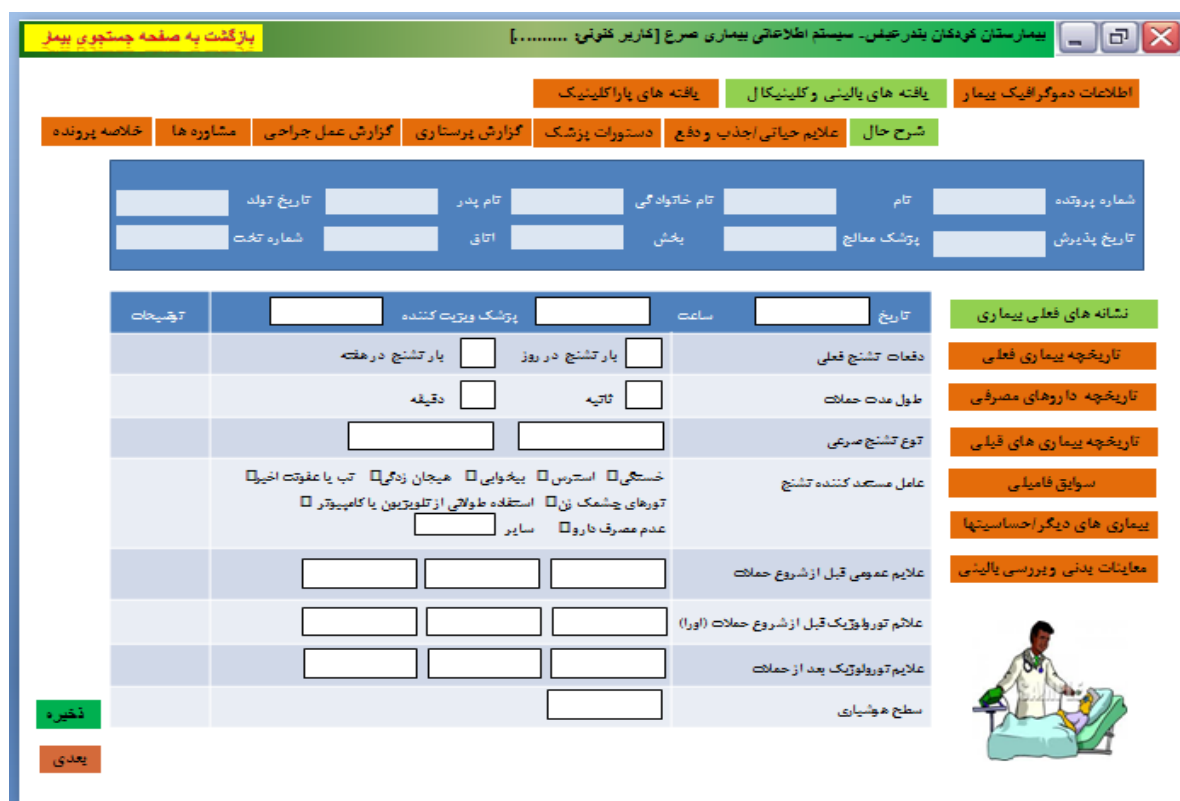 بیمارستان کودکان بندرعباس- سیستم اطلاعاتی بیماری صرع [کاربر کنونی: ..........] بازگشت به صفحه جستجوی بیمار
اطلاعات دموگرافیک بیمار یافته های بالینی و کلینیکال یافته های پاراکلینیک
شرح حال علایم حیاتی/جذب و دفع دستورات پزشک گزارش پرستاری گزارش عمل جراحی مشاوره ها خلاصه پرونده
شماره پرونده نام نام خانوادگی نام پدر تاریخ تولد
تاریخ پذیرش پزشک معالج بخش اتاق شماره تخت
نشانه های فعلی بیماری
تاریخچه بیماری فعلی
تاریخچه داروهای مصرفی
تاریخچه بیماری های قبلی
سوابق فامیلی
بیماری های دیگر/حساسیتها
معاینات بدنی و بررسی بالینی
تاریخ ساعت پزشک ویزیت کننده توضیحات
دفعات تشنج فعلی بار تشنج در روز بار تشنج در هفته
طول مدت حملات ثانیه دقیقه
نوع تشنج صرعی
عامل مستعد کننده تشنج خستگی☐ استرس☐ بیخوابی☐ هیجان زدگی☐ تب یا عفونت اخیر☐
نورهای چشمک زن☐ استفاده طولانی از تلویزیون یا کامپیوتر ☐
عدم مصرف دارو☐ سایر
علایم عمومی قبل از شروع حملات
علائم نورولوژیک قبل از شروع حملات (اورا)
علایم نورولوژیک بعد از حملات
سطح هوشیاری
ذخیره
بعدی